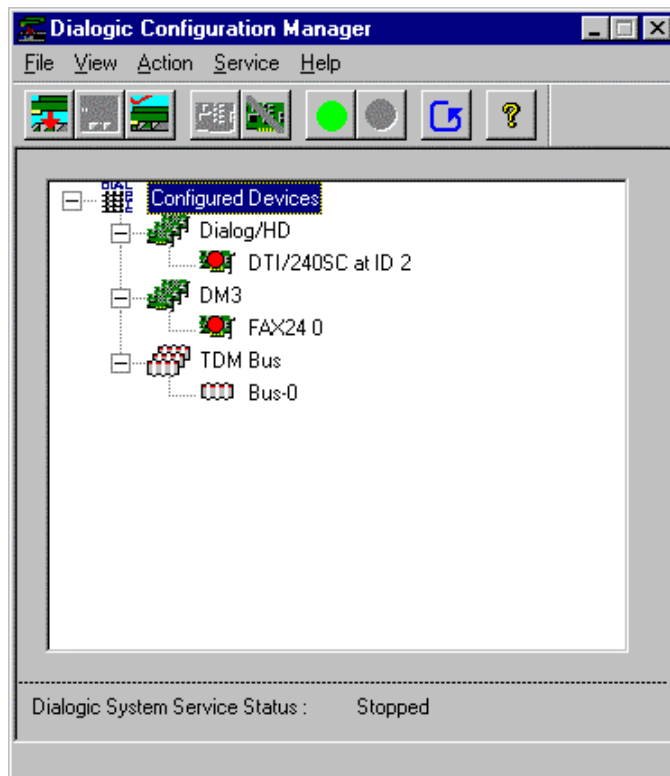 Dialogic Configuration Manager
File View Action Service Help
?
Configured Devices
Dialog/HD
DTI/240SC at ID 2
DM3
FAX24 0
TDM Bus
Bus-0
Dialogic System Service Status : Stopped